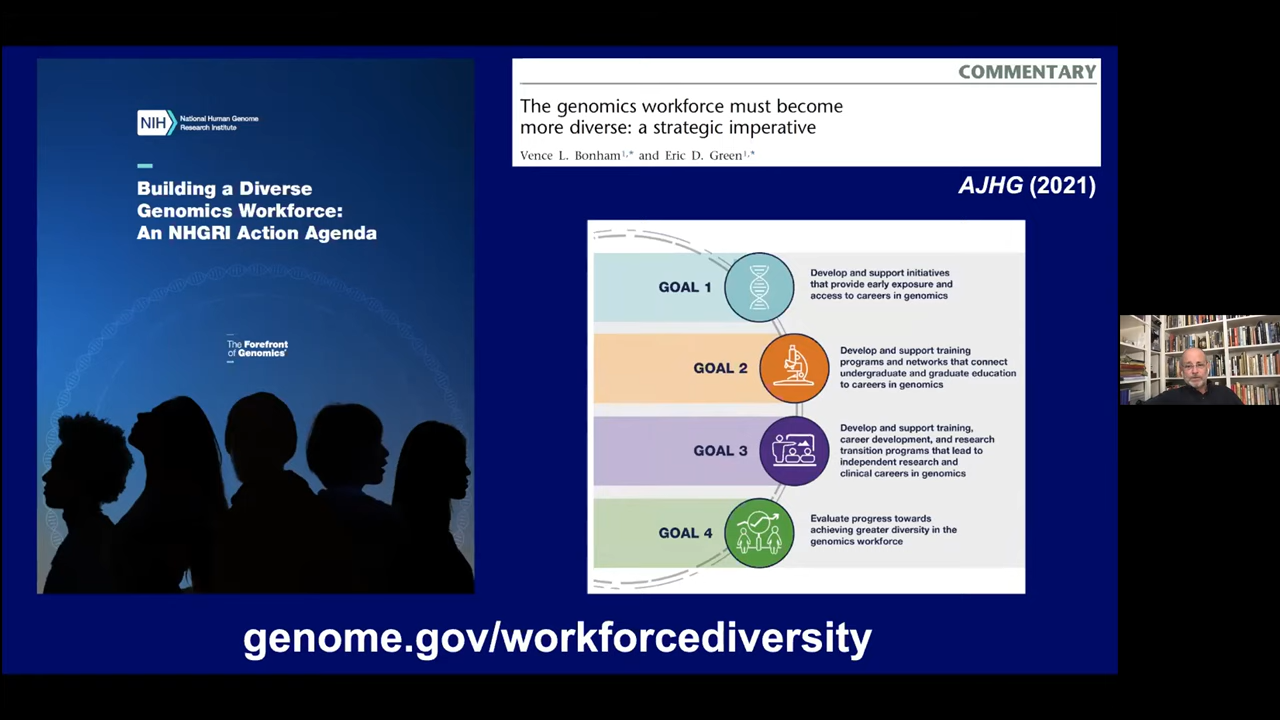 NIH
National Human Genome
Research Institute
Building a Diverse
Genomics Workforce:
An NHGRI Action Agenda
The Forefront
of Genomics®
COMMENTARY
The genomics workforce must become
more diverse: a strategic imperative
Vence L. Bonham1,* and Eric D. Green1,*
AJHG (2021)
GOAL 1
Develop and support initiatives
that provide early exposure and
access to careers in genomics
GOAL 2
Develop and support training
programs and networks that connect
undergraduate and graduate education
to careers in genomics
GOAL 3
Develop and support training,
career development, and research
transition programs that lead to
independent research and
clinical careers in genomics
GOAL 4
Evaluate progress towards
achieving greater diversity in the
genomics workforce
genome.gov/workforcediversity